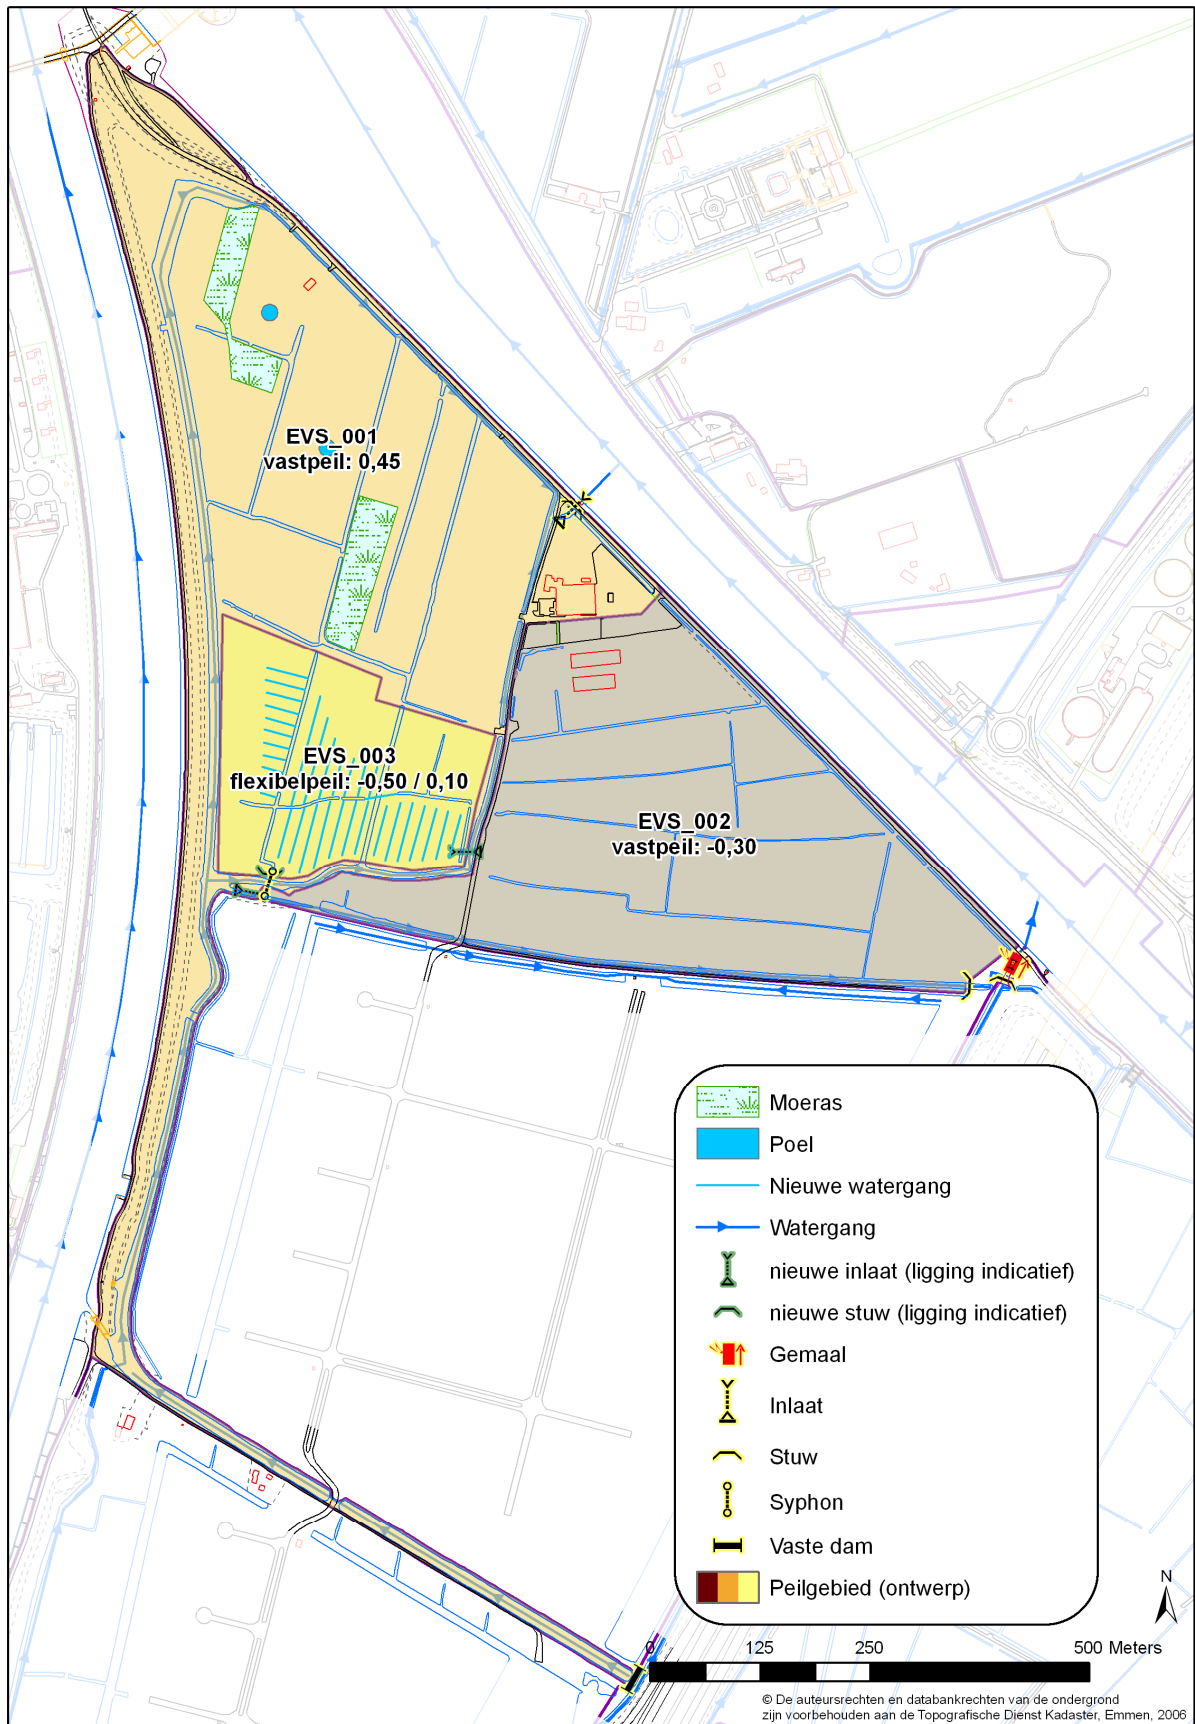 EVS_001
vastpeil: 0,45
EVS_003
flexibelpeil: -0,50 / 0,10
EVS_002
vastpeil: -0,30
Moeras
Poel
Nieuwe watergang
Watergang
nieuwe inlaat (ligging indicatief)
nieuwe stuw (ligging indicatief)
Gemaal
Inlaat
Stuw
Syphon
Vaste dam
Peilgebied (ontwerp)
N
0 125 250 500 Meters
© De auteursrechten en databankrechten van de ondergrond
zijn voorbehouden aan de Topografische Dienst Kadaster, Emmen, 2006